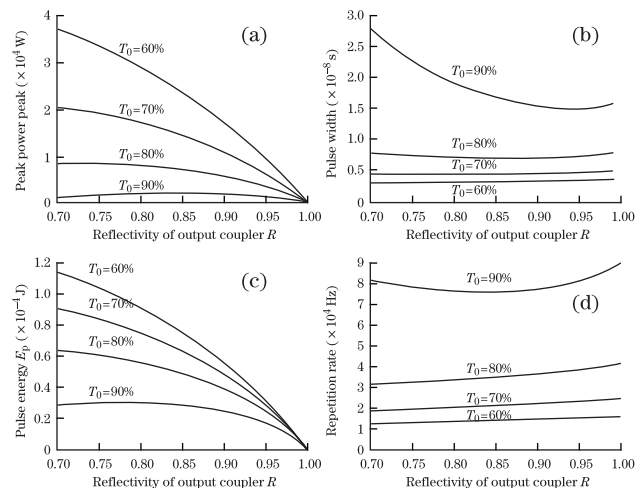 (a)
Peak power peak (×10⁴ W)
4
3
2
1
0
T₀=60%
T₀=70%
T₀=80%
T₀=90%
0.70 0.75 0.80 0.85 0.90 0.95 1.00
Reflectivity of output coupler R
(b)
Pulse width (×10⁻⁸ s)
3.0
2.5
2.0
1.5
1.0
0.5
0
T₀=90%
T₀=80%
T₀=70%
T₀=60%
0.70 0.75 0.80 0.85 0.90 0.95 1.00
Reflectivity of output coupler R
(c)
Pulse energy Eₚ (×10⁻⁴ J)
1.2
1.0
0.8
0.6
0.4
0.2
0
T₀=60%
T₀=70%
T₀=80%
T₀=90%
0.70 0.75 0.80 0.85 0.90 0.95 1.00
Reflectivity of output coupler R
(d)
Repetition rate (×10⁴ Hz)
9
8
7
6
5
4
3
2
1
0
T₀=90%
T₀=80%
T₀=70%
T₀=60%
0.70 0.75 0.80 0.85 0.90 0.95 1.00
Reflectivity of output coupler R